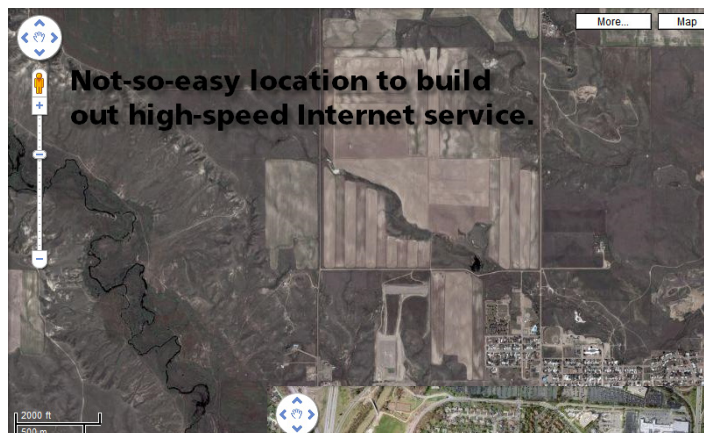 More...
Map
Not-so-easy location to build
out high-speed Internet service.
2000 ft
500 m